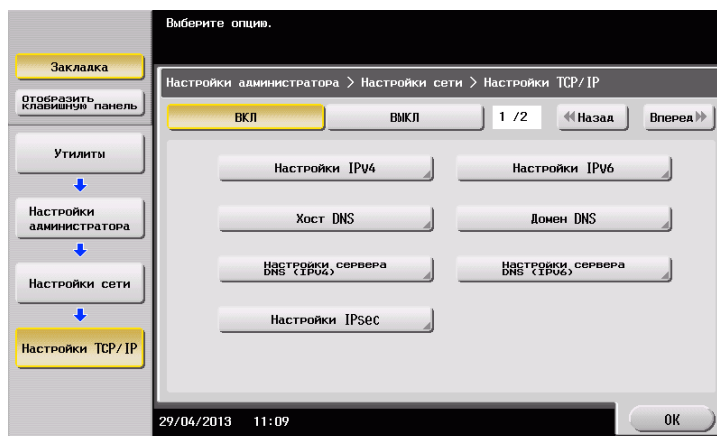 Выберите опцию.
Закладка
Отобразить
клавишную панель
Утилиты
Настройки
администратора
Настройки сети
Настройки TCP/IP
Настройки администратора > Настройки сети > Настройки TCP/IP
ВКЛ
ВЫКЛ
1 /2
Назад
Вперед
Настройки IPv4
Настройки IPv6
Хост DNS
Домен DNS
Настройки сервера
DNS (IPv4)
Настройки сервера
DNS (IPv6)
Настройки IPsec
29/04/2013 11:09
OK